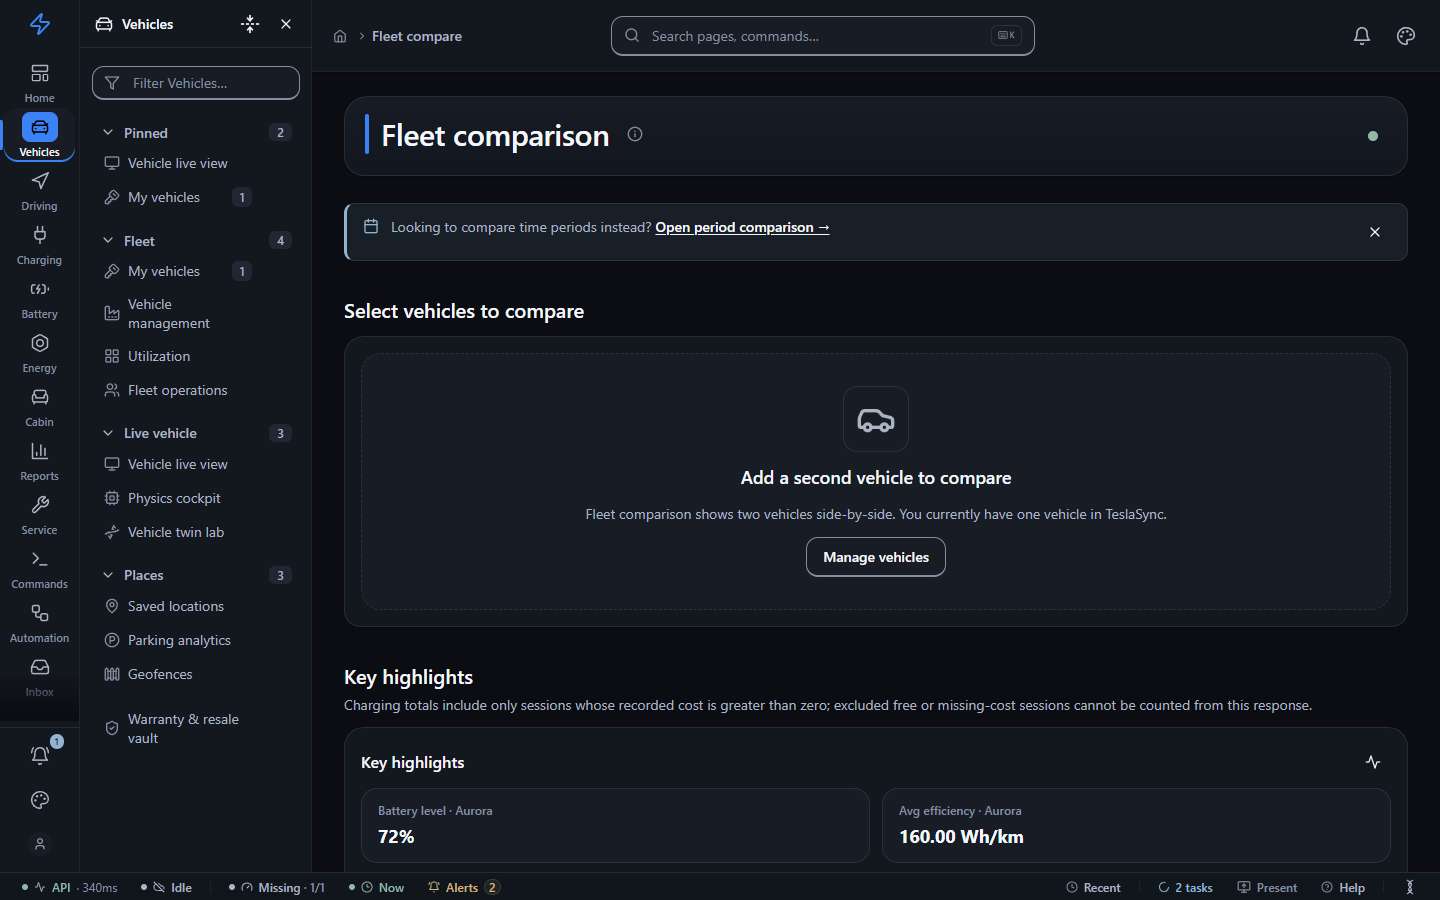 Home
Vehicles
Driving
Charging
Battery
Energy
Cabin
Reports
Service
Commands
Automation
Inbox
1
Vehicles
Filter Vehicles...
Pinned 2
Vehicle live view
My vehicles 1
Fleet 4
My vehicles 1
Vehicle
management
Utilization
Fleet operations
Live vehicle 3
Vehicle live view
Physics cockpit
Vehicle twin lab
Places 3
Saved locations
Parking analytics
Geofences
Warranty & resale
vault
Fleet compare
Search pages, commands... K
Fleet comparison
Looking to compare time periods instead? Open period comparison →
Select vehicles to compare
Add a second vehicle to compare
Fleet comparison shows two vehicles side-by-side. You currently have one vehicle in TeslaSync.
Manage vehicles
Key highlights
Charging totals include only sessions whose recorded cost is greater than zero; excluded free or missing-cost sessions cannot be counted from this response.
Key highlights
Battery level · Aurora
72%
Avg efficiency · Aurora
160.00 Wh/km
API · 340ms Idle Missing · 1/1 Now Alerts 2 Recent 2 tasks Present Help